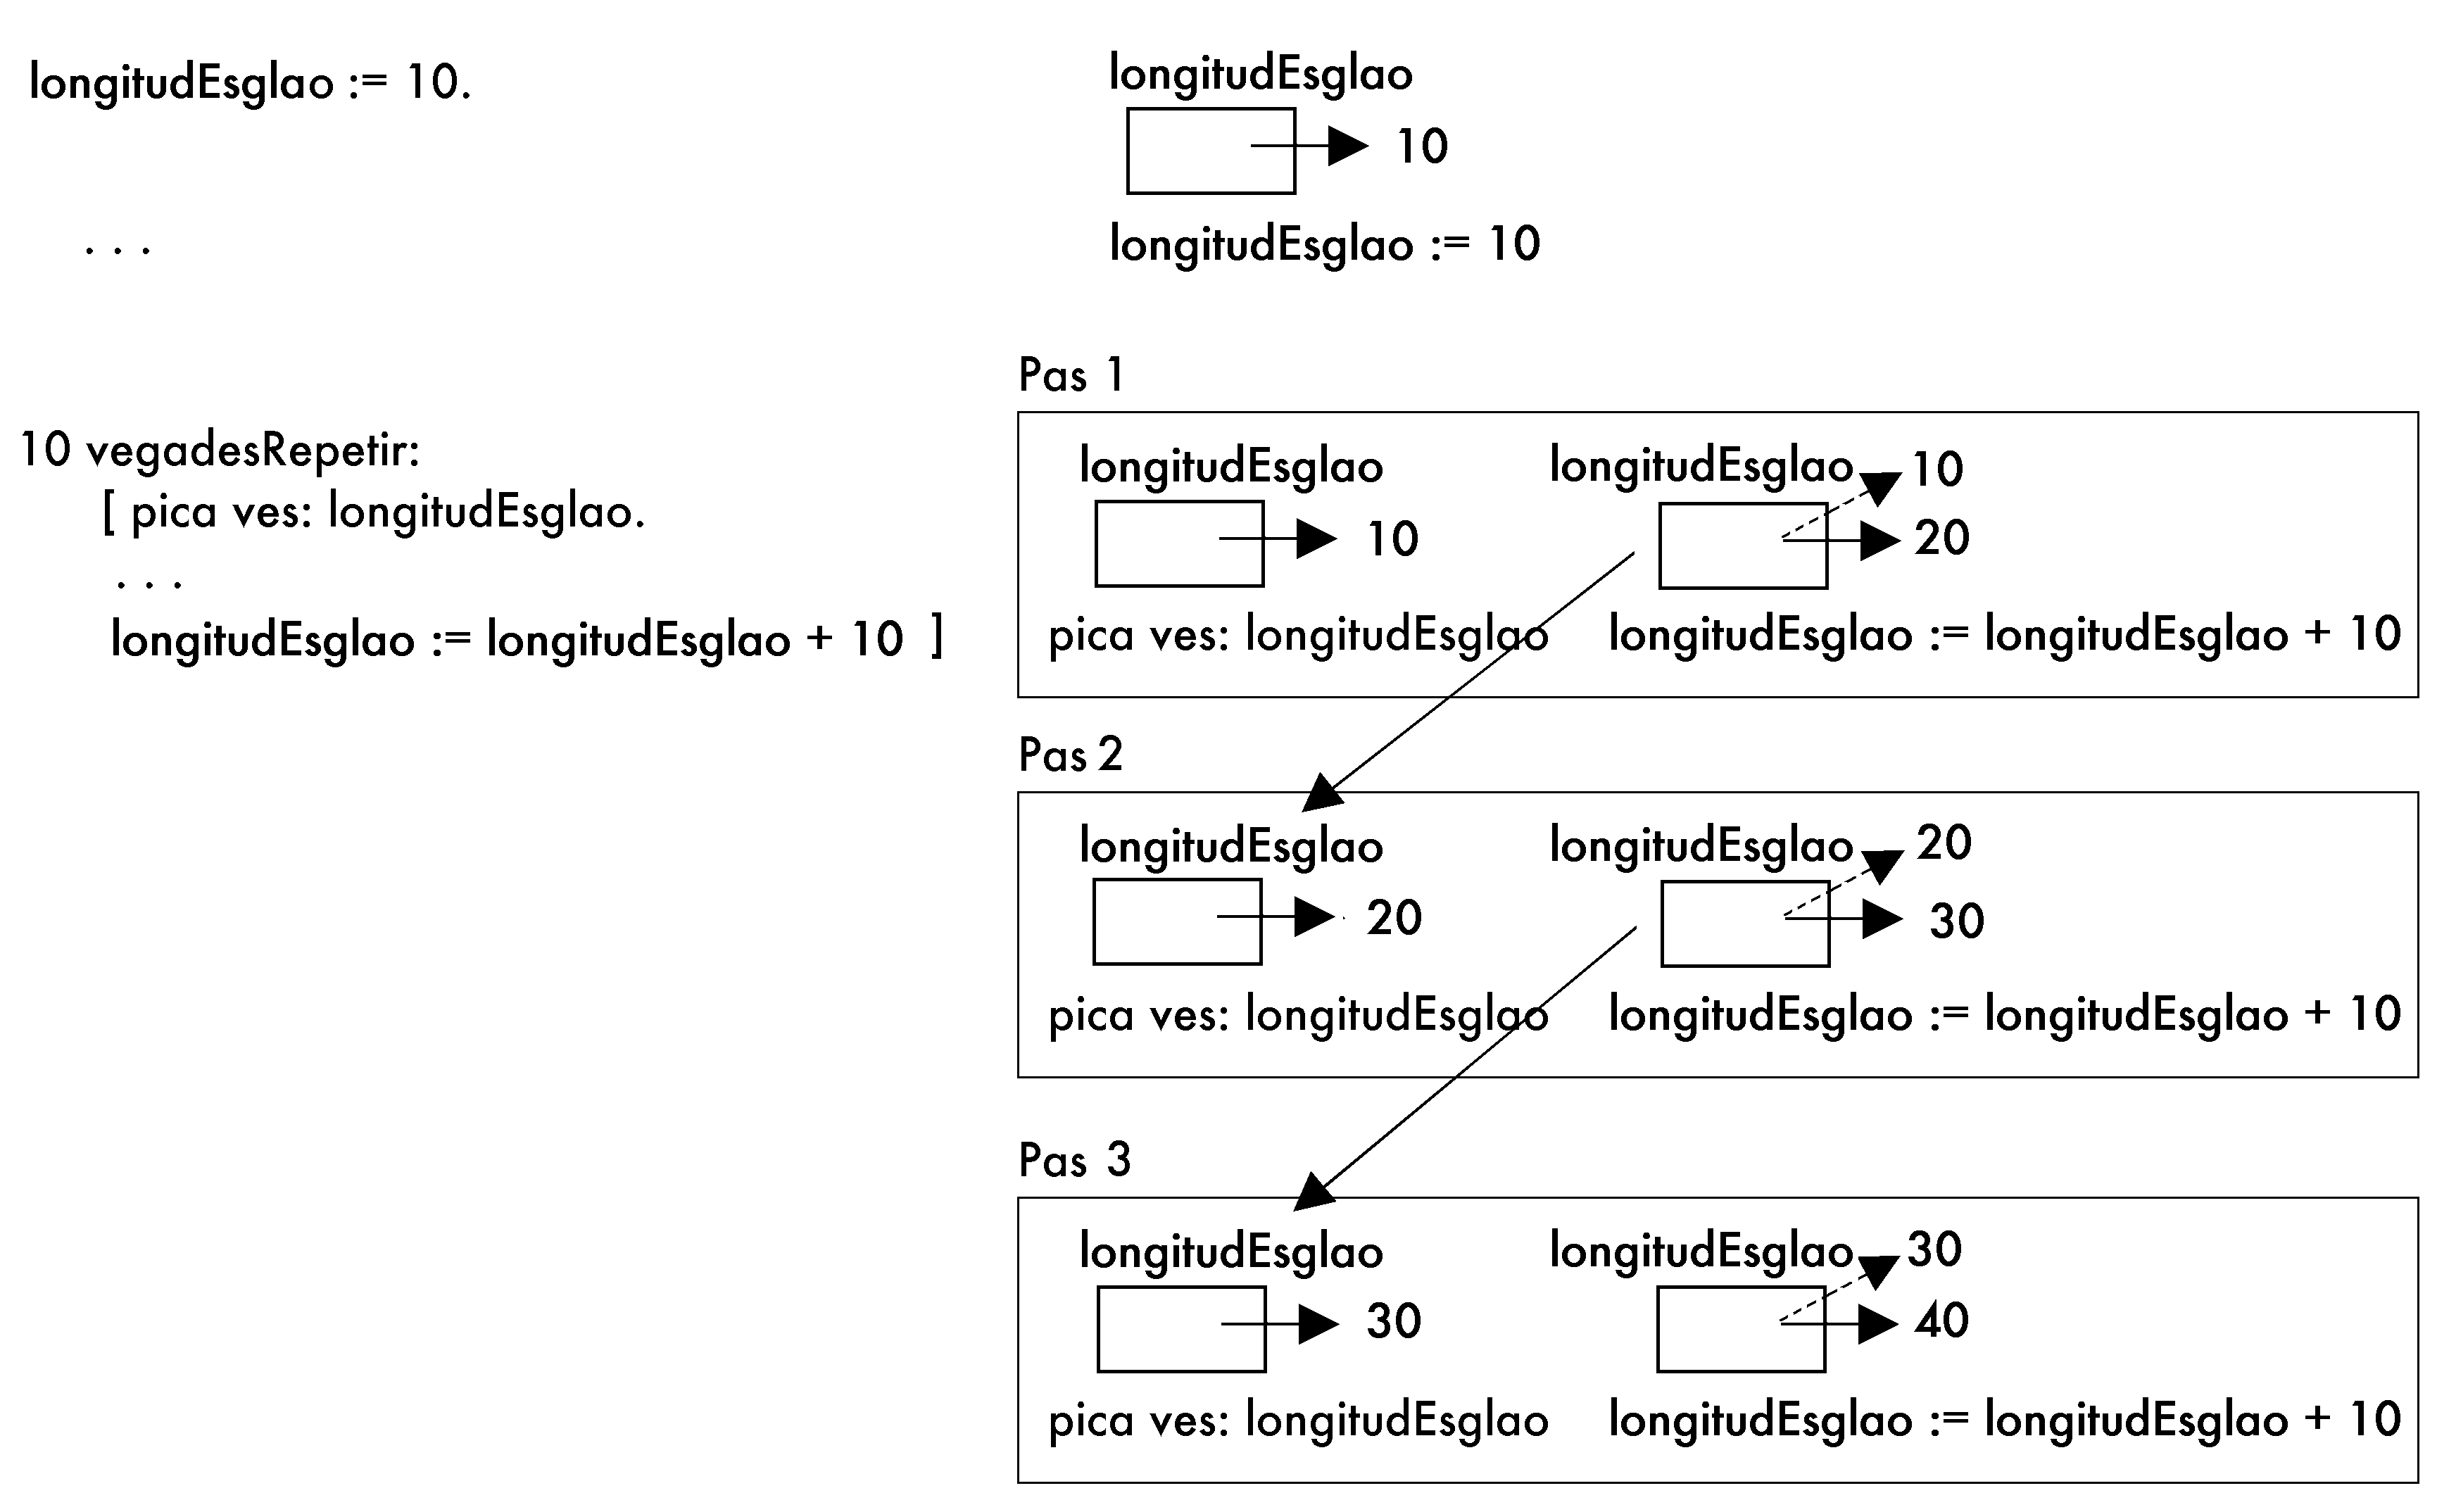 longitudEsglao := 10.
. . .
10 vegadesRepetir:
[ pica ves: longitudEsglao.
. . .
longitudEsglao := longitudEsglao + 10 ]
longitudEsglao
10
longitudEsglao := 10
Pas 1
longitudEsglao
10
pica ves: longitudEsglao
longitudEsglao
10
20
longitudEsglao := longitudEsglao + 10
Pas 2
longitudEsglao
20
pica ves: longitudEsglao
longitudEsglao
20
30
longitudEsglao := longitudEsglao + 10
Pas 3
longitudEsglao
30
pica ves: longitudEsglao
longitudEsglao
30
40
longitudEsglao := longitudEsglao + 10